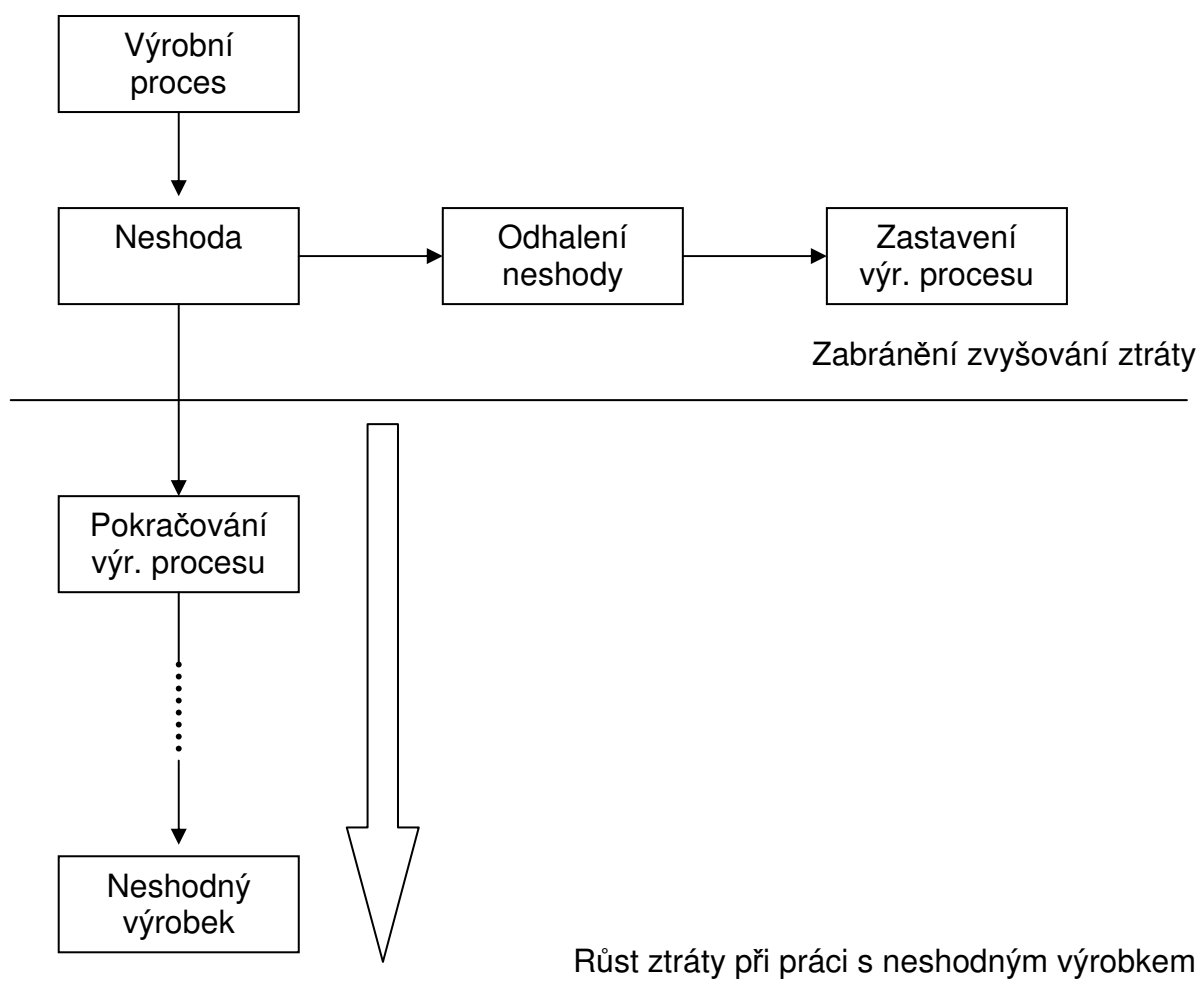 Výrobní
proces
Neshoda
Odhalení
neshody
Zastavení
výr. procesu
Zabránění zvyšování ztráty
Pokračování
výr. procesu
Neshodný
výrobek
Růst ztráty při práci s neshodným výrobkem